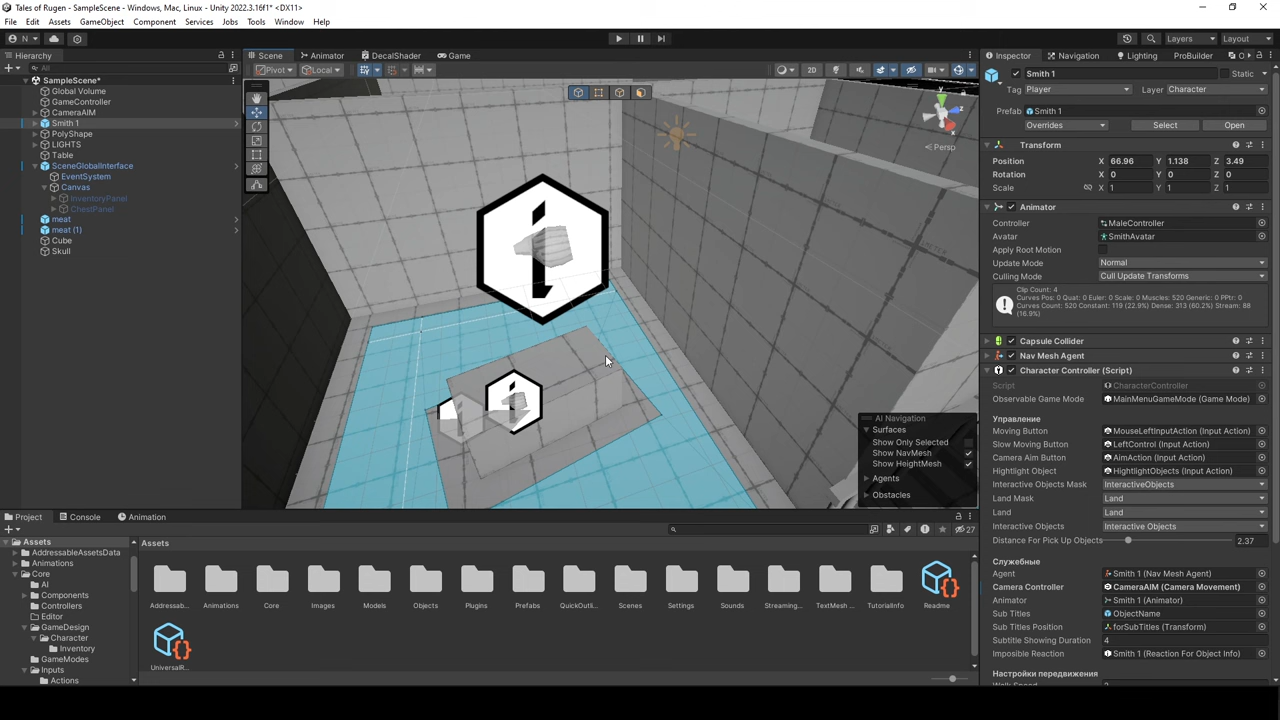 Tales of Rugen - SampleScene - Windows, Mac, Linux - Unity 2022.3.16f1* <DX11>
File Edit Assets GameObject Component Services Jobs Tools Window Help
N Layers Layout
Hierarchy
All
SampleScene*
Global Volume
GameController
CameraAIM
Smith 1
PolyShape
LIGHTS
Table
SceneGlobalInterface
EventSystem
Canvas
InventoryPanel
ChestPanel
meat
meat (1)
Cube
Skull
Scene Animator DecalShader Game
Pivot Local 2D
Persp
AI Navigation
Surfaces
Show Only Selected
Show NavMesh
Show HeightMesh
Agents
Obstacles
Inspector Navigation Lighting ProBuilder
Smith 1 Static
Tag Player Layer Character
Prefab Smith 1
Overrides Select Open
Transform
Position X 66.96 Y 1.138 Z 3.49
Rotation X 0 Y 0 Z 0
Scale X 1 Y 1 Z 1
Animator
Controller MaleController
Avatar SmithAvatar
Apply Root Motion
Update Mode Normal
Culling Mode Cull Update Transforms
Clip Count: 4
Curves Pos: 0 Quat: 0 Euler: 0 Scale: 0 Muscles: 520 Generic: 0 PPtr: 0
Curves Count: 520 Constant: 119 (22.9%) Dense: 313 (60.2%) Stream: 88
(16.9%)
Capsule Collider
Nav Mesh Agent
Character Controller (Script)
Script CharacterController
Observable Game Mode MainMenuGameMode (Game Mode)
Управление
Moving Button MouseLeftInputAction (Input Action)
Slow Moving Button LeftControl (Input Action)
Camera Aim Button AimAction (Input Action)
Hightlight Object HightlightObjects (Input Action)
Interactive Objects Mask InteractiveObjects
Land Mask Land
Land Land
Interactive Objects Interactive Objects
Distance For Pick Up Objects 2.37
Служебные
Agent Smith 1 (Nav Mesh Agent)
Camera Controller CameraAIM (Camera Movement)
Animator Smith 1 (Animator)
Sub Titles ObjectName
Sub Titles Position forSubTitles (Transform)
Subtitle Showing Duration 4
Imposible Reaction Smith 1 (Reaction For Object Info)
Настройки передвижения
Project Console Animation
27
Assets
AddressableAssetsData
Animations
Core
AI
Components
Controllers
Editor
GameDesign
Character
Inventory
GameModes
Inputs
Actions
Assets
Addressab... Animations Core Images Models Objects Plugins Prefabs QuickOutli... Scenes Settings Sounds Streaming... TextMesh ... TutorialInfo Readme
UniversalR...